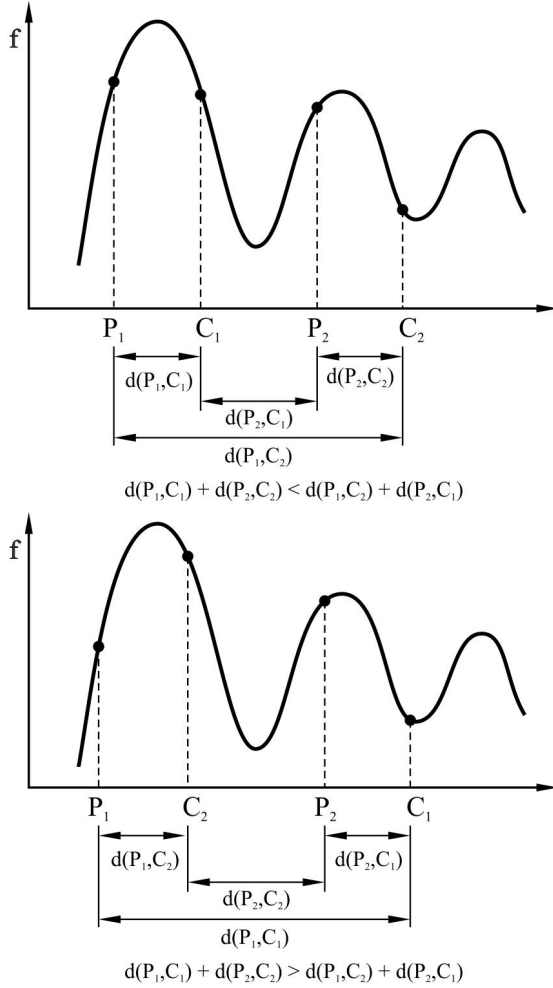 f
P₁ C₁ P₂ C₂
d(P₁,C₁) d(P₂,C₂)
d(P₂,C₁)
d(P₁,C₂)
d(P₁,C₁) + d(P₂,C₂) < d(P₁,C₂) + d(P₂,C₁)
f
P₁ C₂ P₂ C₁
d(P₁,C₂) d(P₂,C₁)
d(P₂,C₂)
d(P₁,C₁)
d(P₁,C₁) + d(P₂,C₂) > d(P₁,C₂) + d(P₂,C₁)